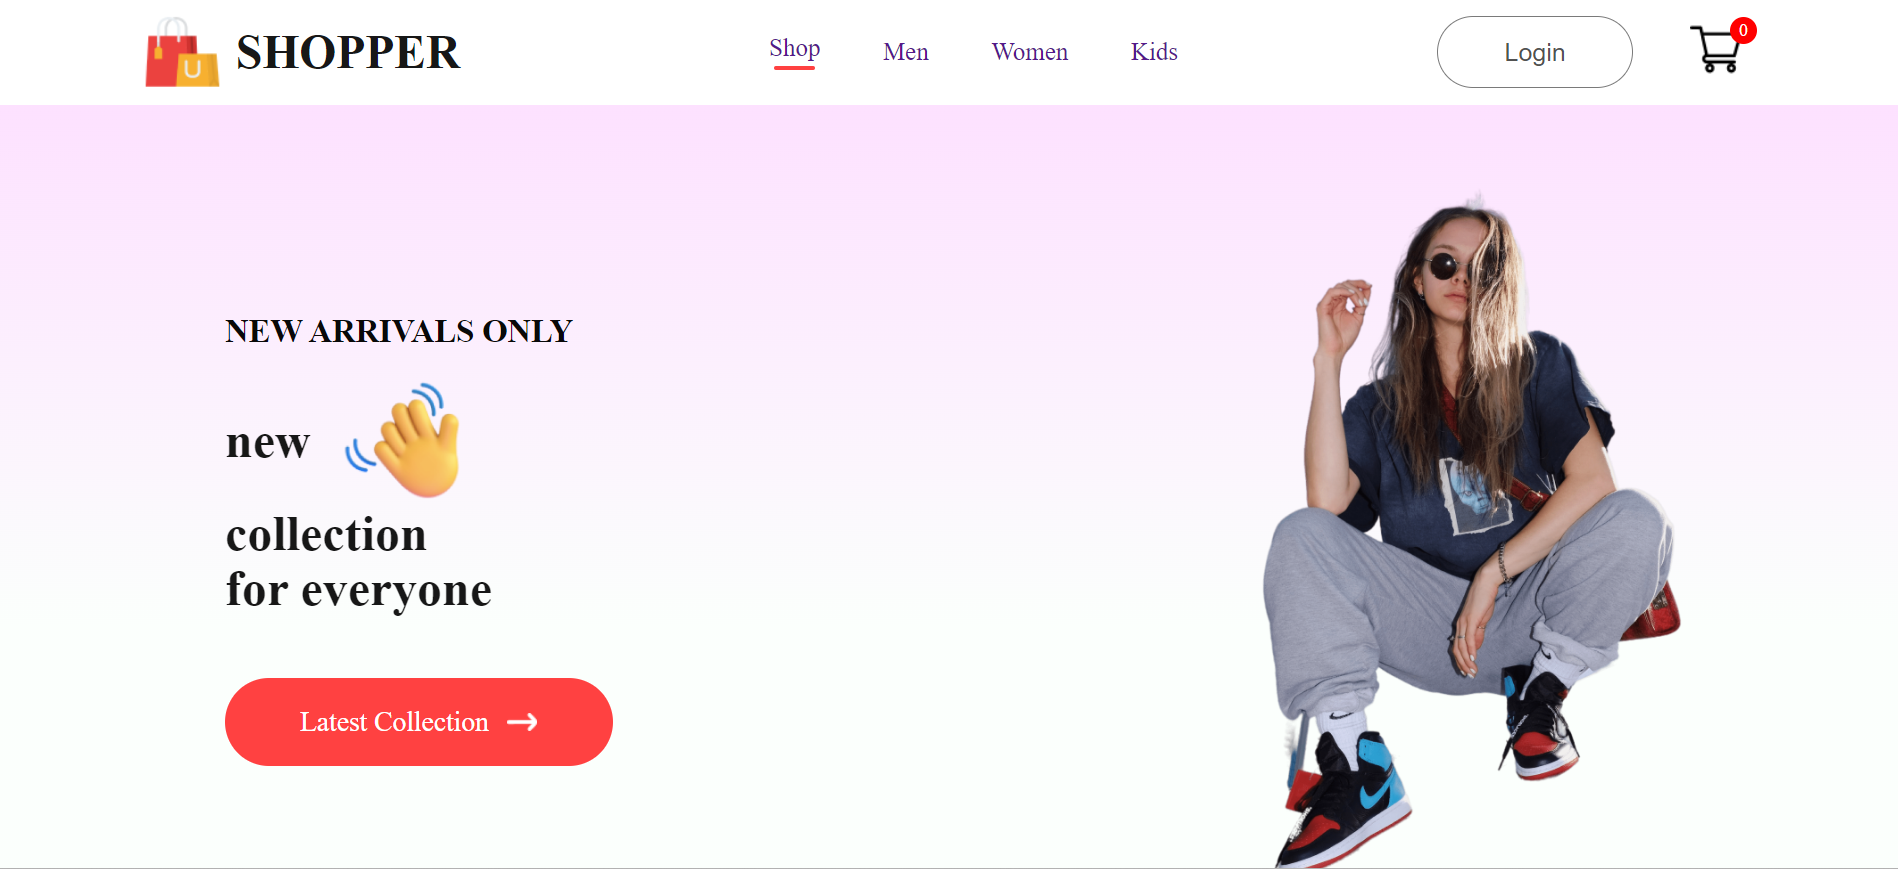 SHOPPER
Shop
Men
Women
Kids
Login
0
NEW ARRIVALS ONLY
new
collection
for everyone
Latest Collection